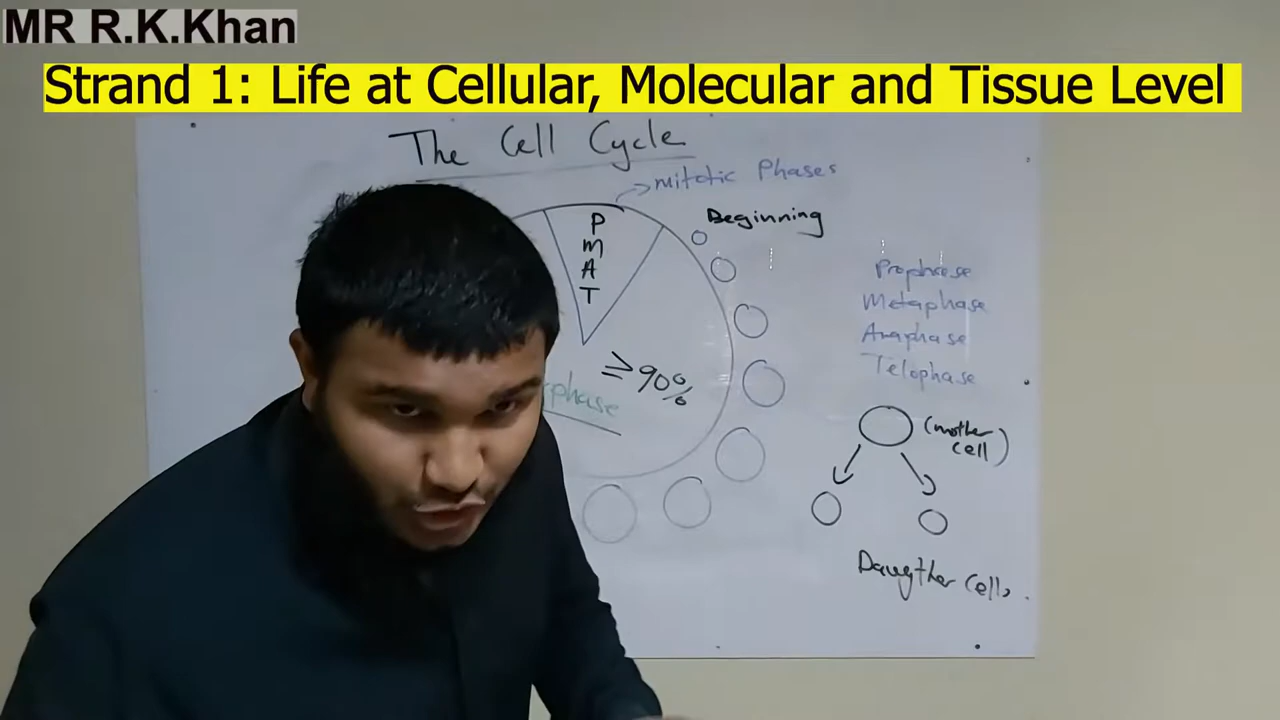 MR R.K.Khan
Strand 1: Life at Cellular, Molecular and Tissue Level
The Cell Cycle
Mitotic Phases
Beginning
P
M
A
T
Prophase
Metaphase
Anaphase
Telophase
≥90%
phase
(mother
cell)
Daugther Cells.